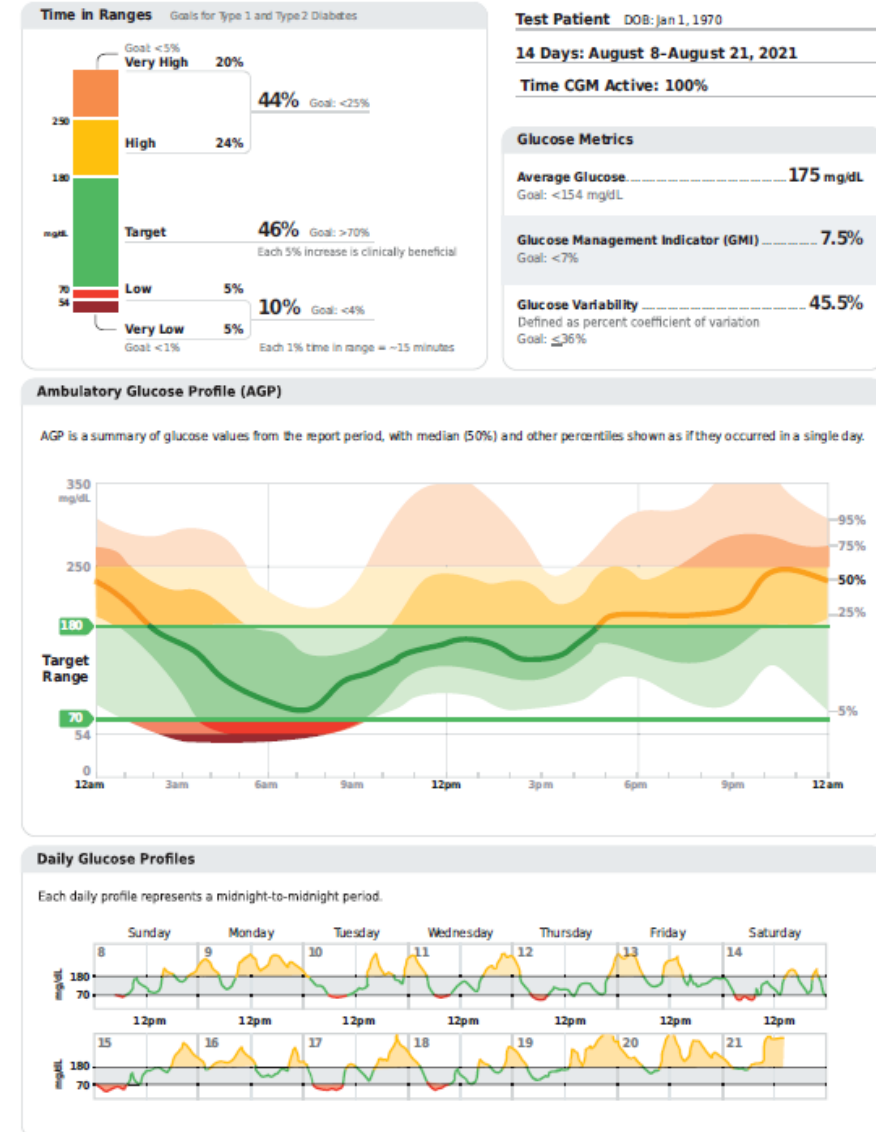 Time in Ranges Goals for Type 1 and Type 2 Diabetes
Goal: <5%
Very High 20%
44% Goal: <25%
High 24%
250
180
mg/dL
70
54
Target 46% Goal: >70%
Each 5% increase is clinically beneficial
Low 5%
10% Goal: <4%
Very Low 5%
Goal: <1%
Each 1% time in range = ~15 minutes
Test Patient DOB: Jan 1, 1970
14 Days: August 8–August 21, 2021
Time CGM Active: 100%
Glucose Metrics
Average Glucose 175 mg/dL
Goal: <154 mg/dL
Glucose Management Indicator (GMI) 7.5%
Goal: <7%
Glucose Variability 45.5%
Defined as percent coefficient of variation
Goal: ≤36%
Ambulatory Glucose Profile (AGP)
AGP is a summary of glucose values from the report period, with median (50%) and other percentiles shown as if they occurred in a single day.
350
mg/dL
250
180
Target
Range
70
54
0
95%
75%
50%
25%
5%
12am 3am 6am 9am 12pm 3pm 6pm 9pm 12am
Daily Glucose Profiles
Each daily profile represents a midnight-to-midnight period.
Sunday Monday Tuesday Wednesday Thursday Friday Saturday
8 9 10 11 12 13 14
mg/dL
180
70
12pm 12pm 12pm 12pm 12pm 12pm 12pm
15 16 17 18 19 20 21
mg/dL
180
70